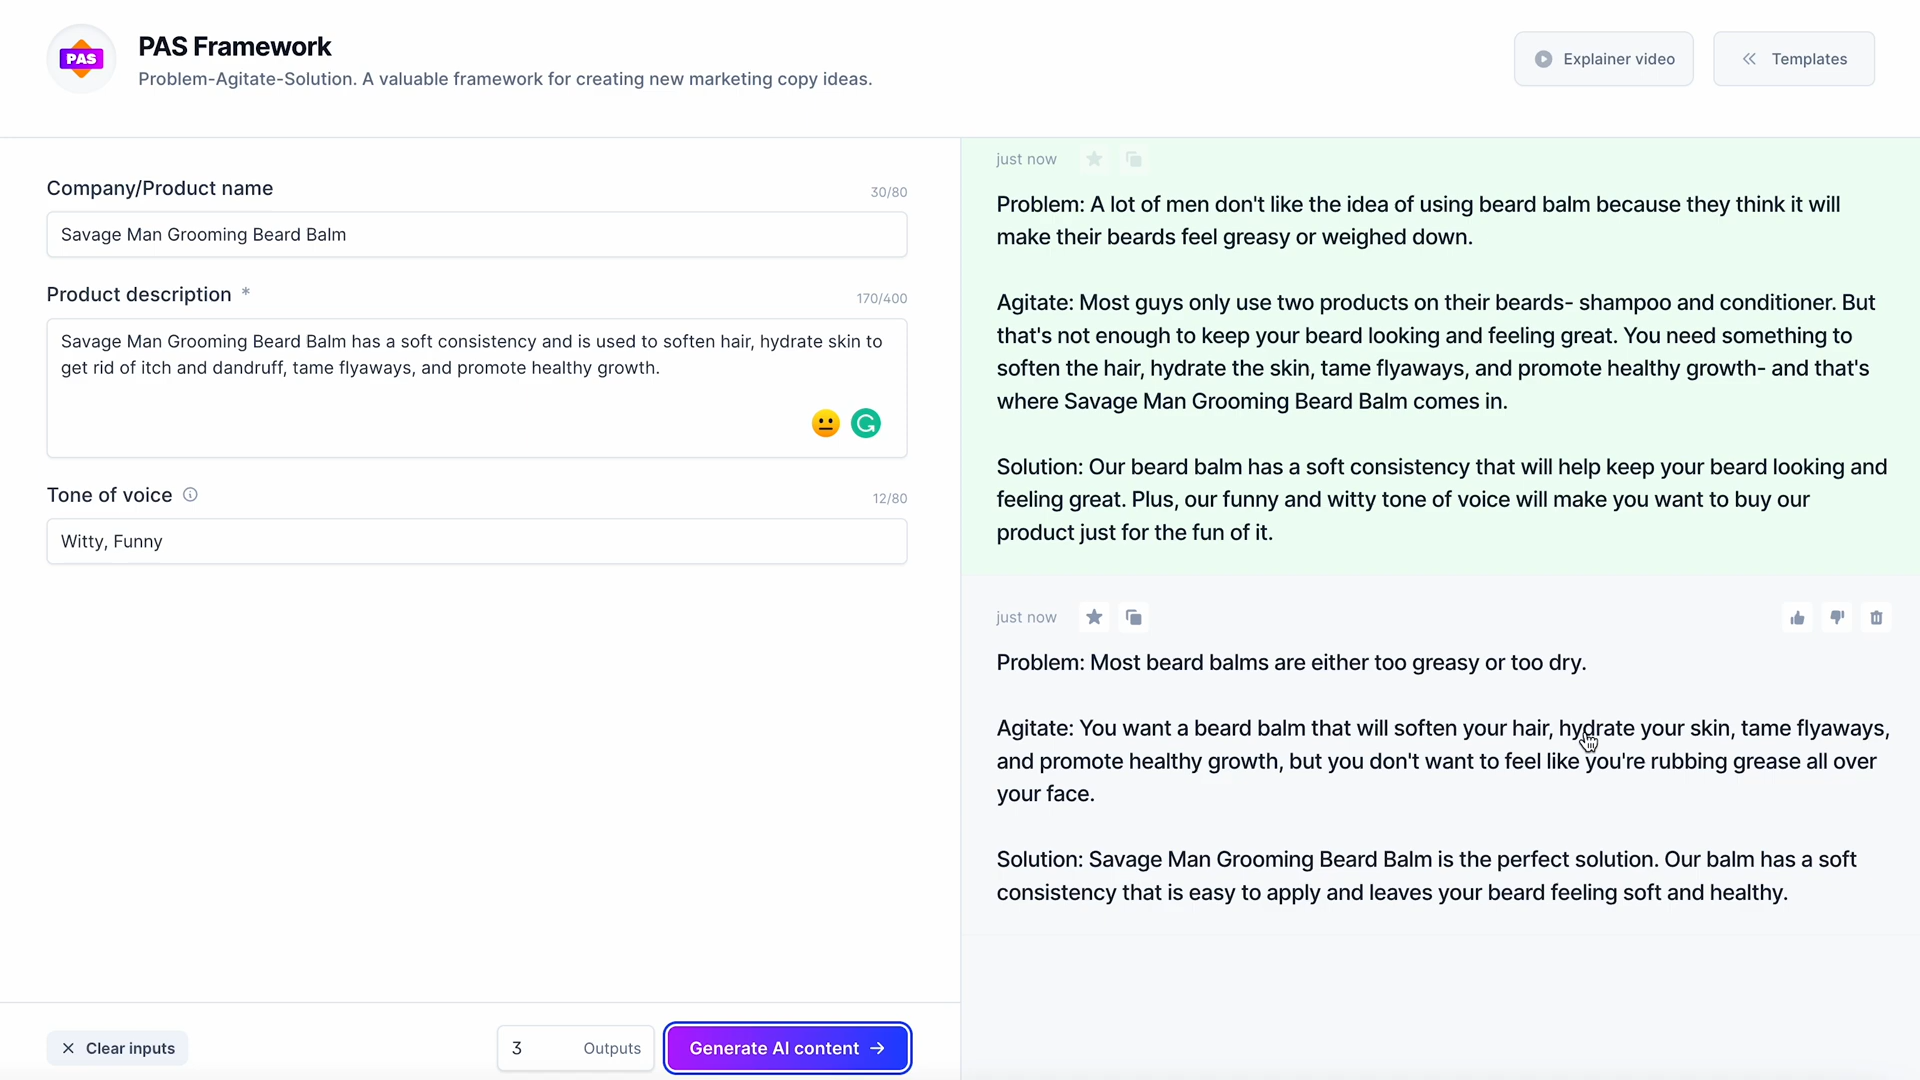 PAS
PAS Framework
Problem-Agitate-Solution. A valuable framework for creating new marketing copy ideas.
Explainer video
Templates
Company/Product name
30/80
Savage Man Grooming Beard Balm
Product description *
170/400
Savage Man Grooming Beard Balm has a soft consistency and is used to soften hair, hydrate skin to
get rid of itch and dandruff, tame flyaways, and promote healthy growth.
Tone of voice
12/80
Witty, Funny
Clear inputs
3 Outputs
Generate AI content
just now
Problem: A lot of men don't like the idea of using beard balm because they think it will
make their beards feel greasy or weighed down.
Agitate: Most guys only use two products on their beards- shampoo and conditioner. But
that's not enough to keep your beard looking and feeling great. You need something to
soften the hair, hydrate the skin, tame flyaways, and promote healthy growth- and that's
where Savage Man Grooming Beard Balm comes in.
Solution: Our beard balm has a soft consistency that will help keep your beard looking and
feeling great. Plus, our funny and witty tone of voice will make you want to buy our
product just for the fun of it.
just now
Problem: Most beard balms are either too greasy or too dry.
Agitate: You want a beard balm that will soften your hair, hydrate your skin, tame flyaways,
and promote healthy growth, but you don't want to feel like you're rubbing grease all over
your face.
Solution: Savage Man Grooming Beard Balm is the perfect solution. Our balm has a soft
consistency that is easy to apply and leaves your beard feeling soft and healthy.